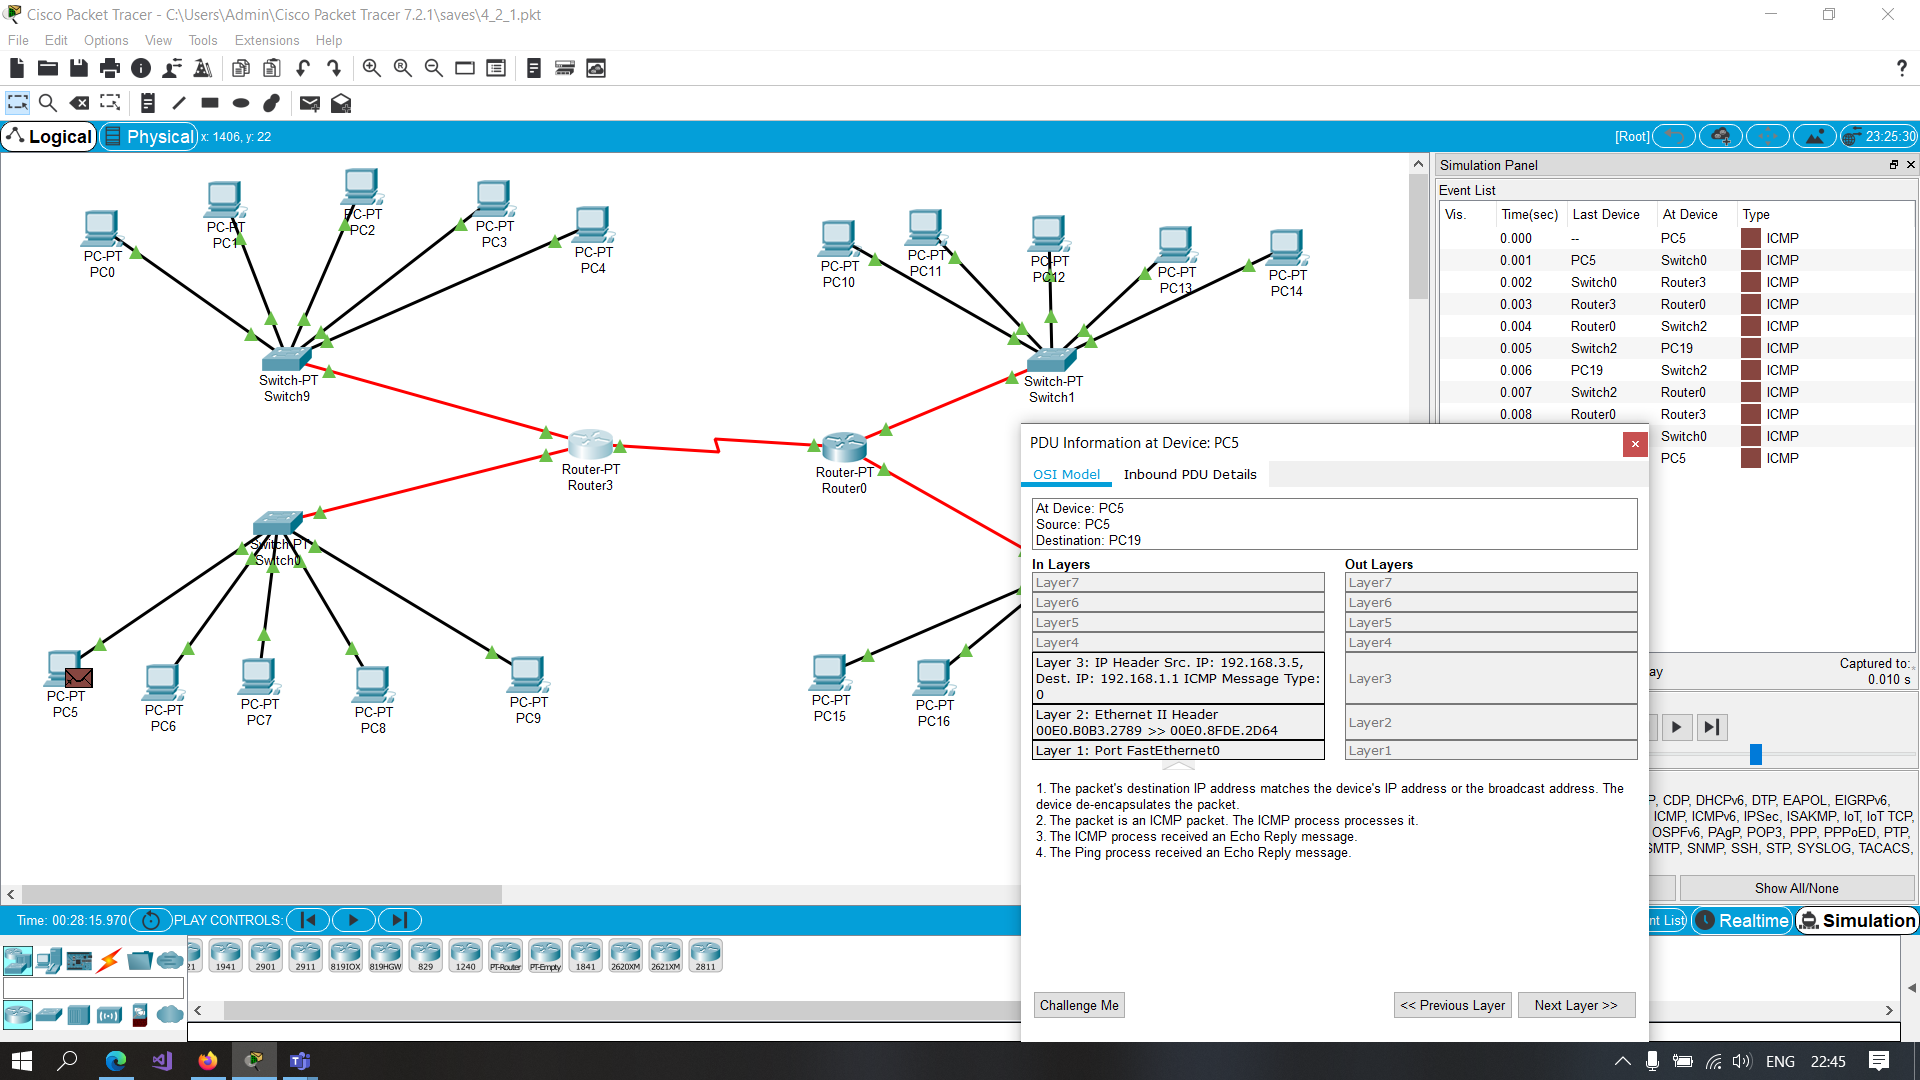 Cisco Packet Tracer - C:\Users\Admin\Cisco Packet Tracer 7.2.1\saves\4_2_1.pkt
File Edit Options View Tools Extensions Help
Logical Physical x: 1406, y: 22 [Root] 23:25:30
PC-PT
PC0
PC-PT
PC1
PC-PT
PC2
PC-PT
PC3
PC-PT
PC4
PC-PT
PC10
PC-PT
PC11
PC-PT
PC12
PC-PT
PC13
PC-PT
PC14
Switch-PT
Switch9
Switch-PT
Switch1
Router-PT
Router3
Router-PT
Router0
Switch-PT
Switch0
PC-PT
PC5
PC-PT
PC6
PC-PT
PC7
PC-PT
PC8
PC-PT
PC9
PC-PT
PC15
PC-PT
PC16
Simulation Panel
Event List
Vis. Time(sec) Last Device At Device Type
0.000 -- PC5 ICMP
0.001 PC5 Switch0 ICMP
0.002 Switch0 Router3 ICMP
0.003 Router3 Router0 ICMP
0.004 Router0 Switch2 ICMP
0.005 Switch2 PC19 ICMP
0.006 PC19 Switch2 ICMP
0.007 Switch2 Router0 ICMP
0.008 Router0 Router3 ICMP
Switch0 ICMP
PC5 ICMP
PDU Information at Device: PC5
OSI Model Inbound PDU Details
At Device: PC5
Source: PC5
Destination: PC19
In Layers Out Layers
Layer7 Layer7
Layer6 Layer6
Layer5 Layer5
Layer4 Layer4
Layer 3: IP Header Src. IP: 192.168.3.5,
Dest. IP: 192.168.1.1 ICMP Message Type: Layer3
0
Layer 2: Ethernet II Header Layer2
00E0.B0B3.2789 >> 00E0.8FDE.2D64
Layer 1: Port FastEthernet0 Layer1
1. The packet's destination IP address matches the device's IP address or the broadcast address. The
device de-encapsulates the packet.
2. The packet is an ICMP packet. The ICMP process processes it.
3. The ICMP process received an Echo Reply message.
4. The Ping process received an Echo Reply message.
Challenge Me << Previous Layer Next Layer >>
ay Captured to:
0.010 s
P, CDP, DHCPv6, DTP, EAPOL, EIGRPv6,
ICMP, ICMPv6, IPSec, ISAKMP, IoT, IoT TCP,
OSPFv6, PAgP, POP3, PPP, PPPoED, PTP,
SMTP, SNMP, SSH, STP, SYSLOG, TACACS,
Show All/None
Time: 00:28:15.970 PLAY CONTROLS: nt List Realtime Simulation
21 1941 2901 2911 819IOX 819HGW 829 1240 PT-Router PT-Empty 1841 2620XM 2621XM 2811
ENG 22:45